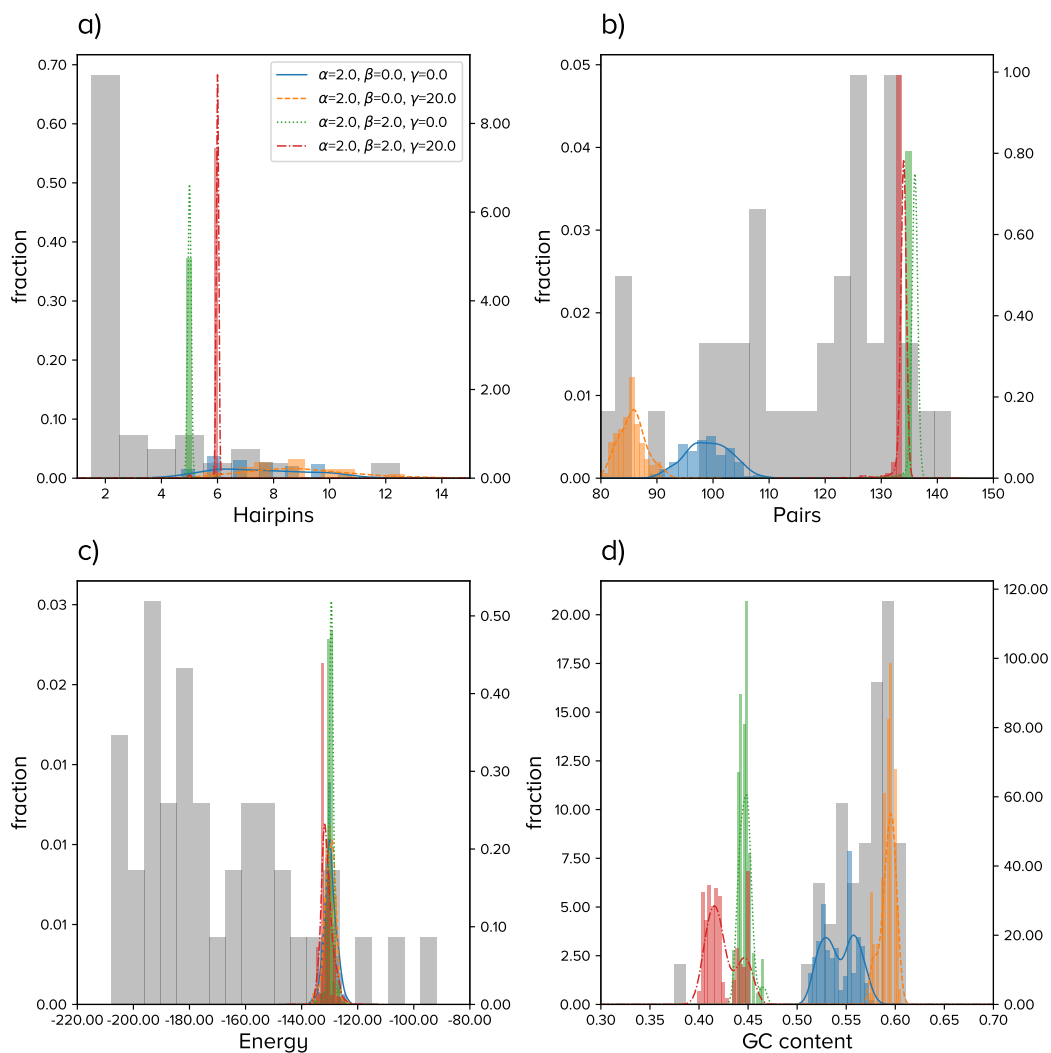 a)
b)
0.70
0.60
0.50
0.40
0.30
0.20
0.10
0.00
fraction
α=2.0, β=0.0, γ=0.0
α=2.0, β=0.0, γ=20.0
α=2.0, β=2.0, γ=0.0
α=2.0, β=2.0, γ=20.0
8.00
6.00
4.00
2.00
0.00
2 4 6 8 10 12 14
Hairpins
0.05
0.04
0.03
0.02
0.01
0.00
fraction
1.00
0.80
0.60
0.40
0.20
0.00
80 90 100 110 120 130 140 150
Pairs
c)
d)
0.03
0.02
0.01
0.01
0.01
0.00
fraction
0.50
0.40
0.30
0.20
0.10
0.00
-220.00 -200.00 -180.00 -160.00 -140.00 -120.00 -100.00 -80.00
Energy
20.00
17.50
15.00
12.50
10.00
7.50
5.00
2.50
0.00
fraction
120.00
100.00
80.00
60.00
40.00
20.00
0.00
0.30 0.35 0.40 0.45 0.50 0.55 0.60 0.65 0.70
GC content